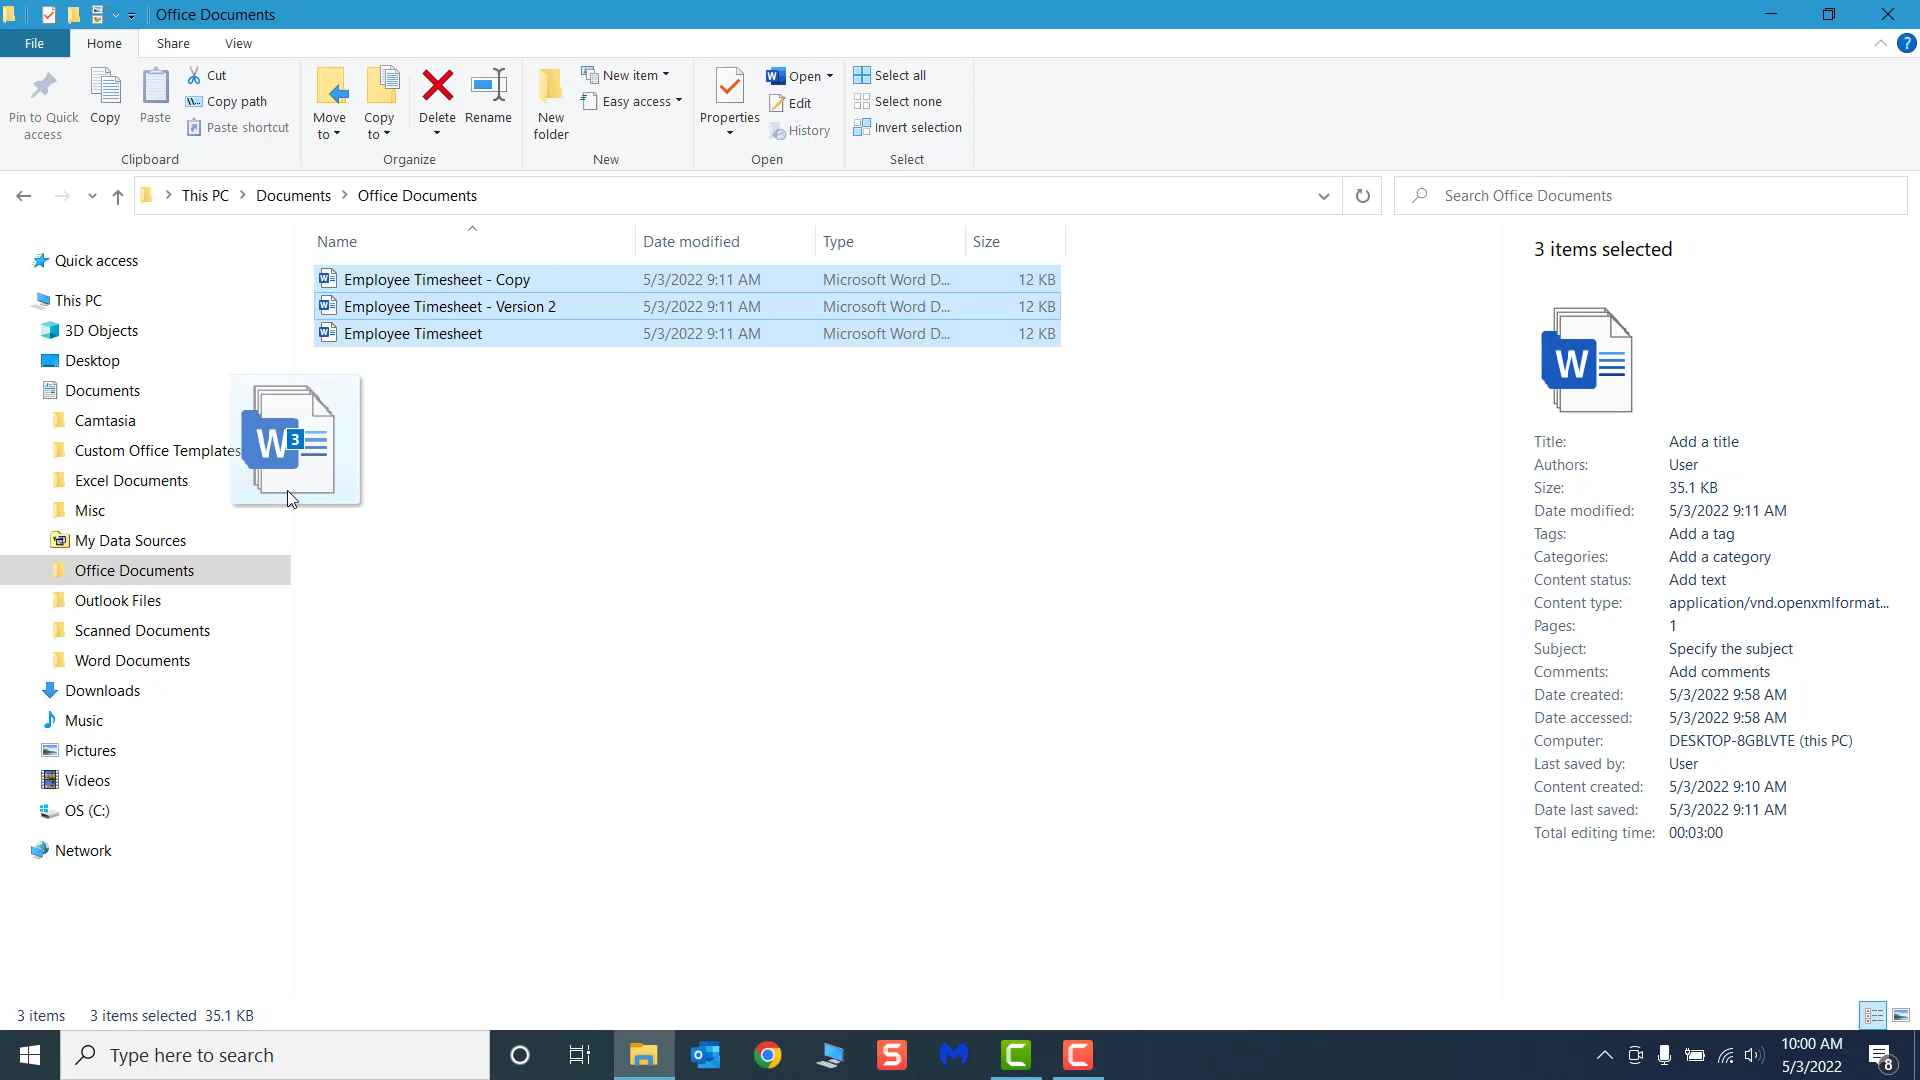 Office Documents
File
Home
Share
View
?
Pin to Quick access
Copy
Paste
Cut
Copy path
Paste shortcut
Clipboard
Move to
Copy to
Delete
Rename
Organize
New folder
New item
Easy access
New
Properties
Open
Edit
History
Open
Select all
Select none
Invert selection
Select
This PC
Documents
Office Documents
Search Office Documents
Name
Date modified
Type
Size
Employee Timesheet - Copy 5/3/2022 9:11 AM Microsoft Word D... 12 KB
Employee Timesheet - Version 2 5/3/2022 9:11 AM Microsoft Word D... 12 KB
Employee Timesheet 5/3/2022 9:11 AM Microsoft Word D... 12 KB
W 3
Quick access
This PC
3D Objects
Desktop
Documents
Camtasia
Custom Office Templates
Excel Documents
Misc
My Data Sources
Office Documents
Outlook Files
Scanned Documents
Word Documents
Downloads
Music
Pictures
Videos
OS (C:)
Network
3 items selected
W
Title: Add a title
Authors: User
Size: 35.1 KB
Date modified: 5/3/2022 9:11 AM
Tags: Add a tag
Categories: Add a category
Content status: Add text
Content type: application/vnd.openxmlformat...
Pages: 1
Subject: Specify the subject
Comments: Add comments
Date created: 5/3/2022 9:58 AM
Date accessed: 5/3/2022 9:58 AM
Computer: DESKTOP-8GBLVTE (this PC)
Last saved by: User
Content created: 5/3/2022 9:10 AM
Date last saved: 5/3/2022 9:11 AM
Total editing time: 00:03:00
3 items 3 items selected 35.1 KB
Type here to search
10:00 AM
5/3/2022
8